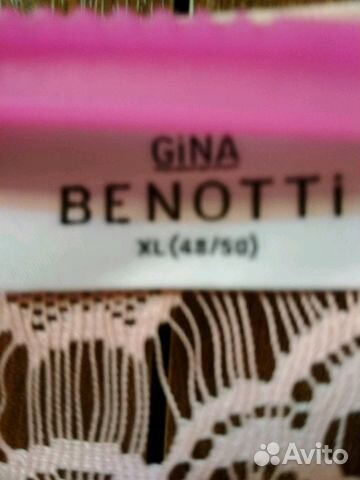 GiNA
BENOTTi
XL (48/50)
Avito